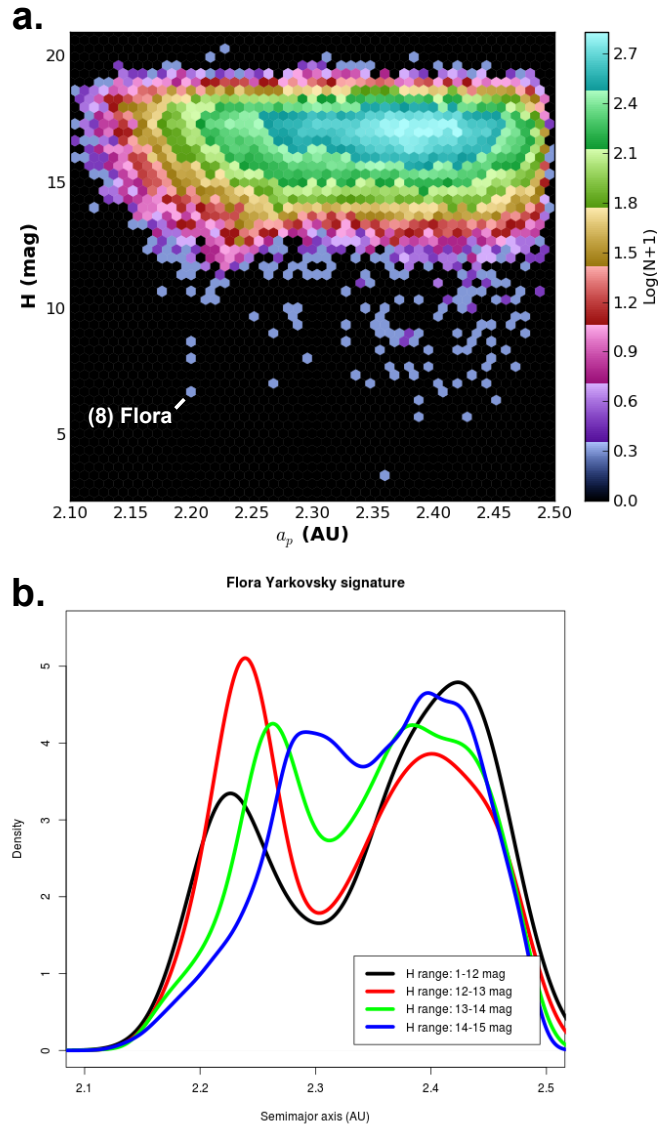 a.
20
15
10
5
H (mag)
(8) Flora
2.10 2.15 2.20 2.25 2.30 2.35 2.40 2.45 2.50
a_p (AU)
2.7
2.4
2.1
1.8
1.5
1.2
0.9
0.6
0.0
Log(N+1)
b.
Flora Yarkovsky signature
5
4
3
2
1
0
Density
H range: 1-12 mag
H range: 12-13 mag
H range: 13-14 mag
H range: 14-15 mag
2.1 2.2 2.3 2.4 2.5
Semimajor axis (AU)